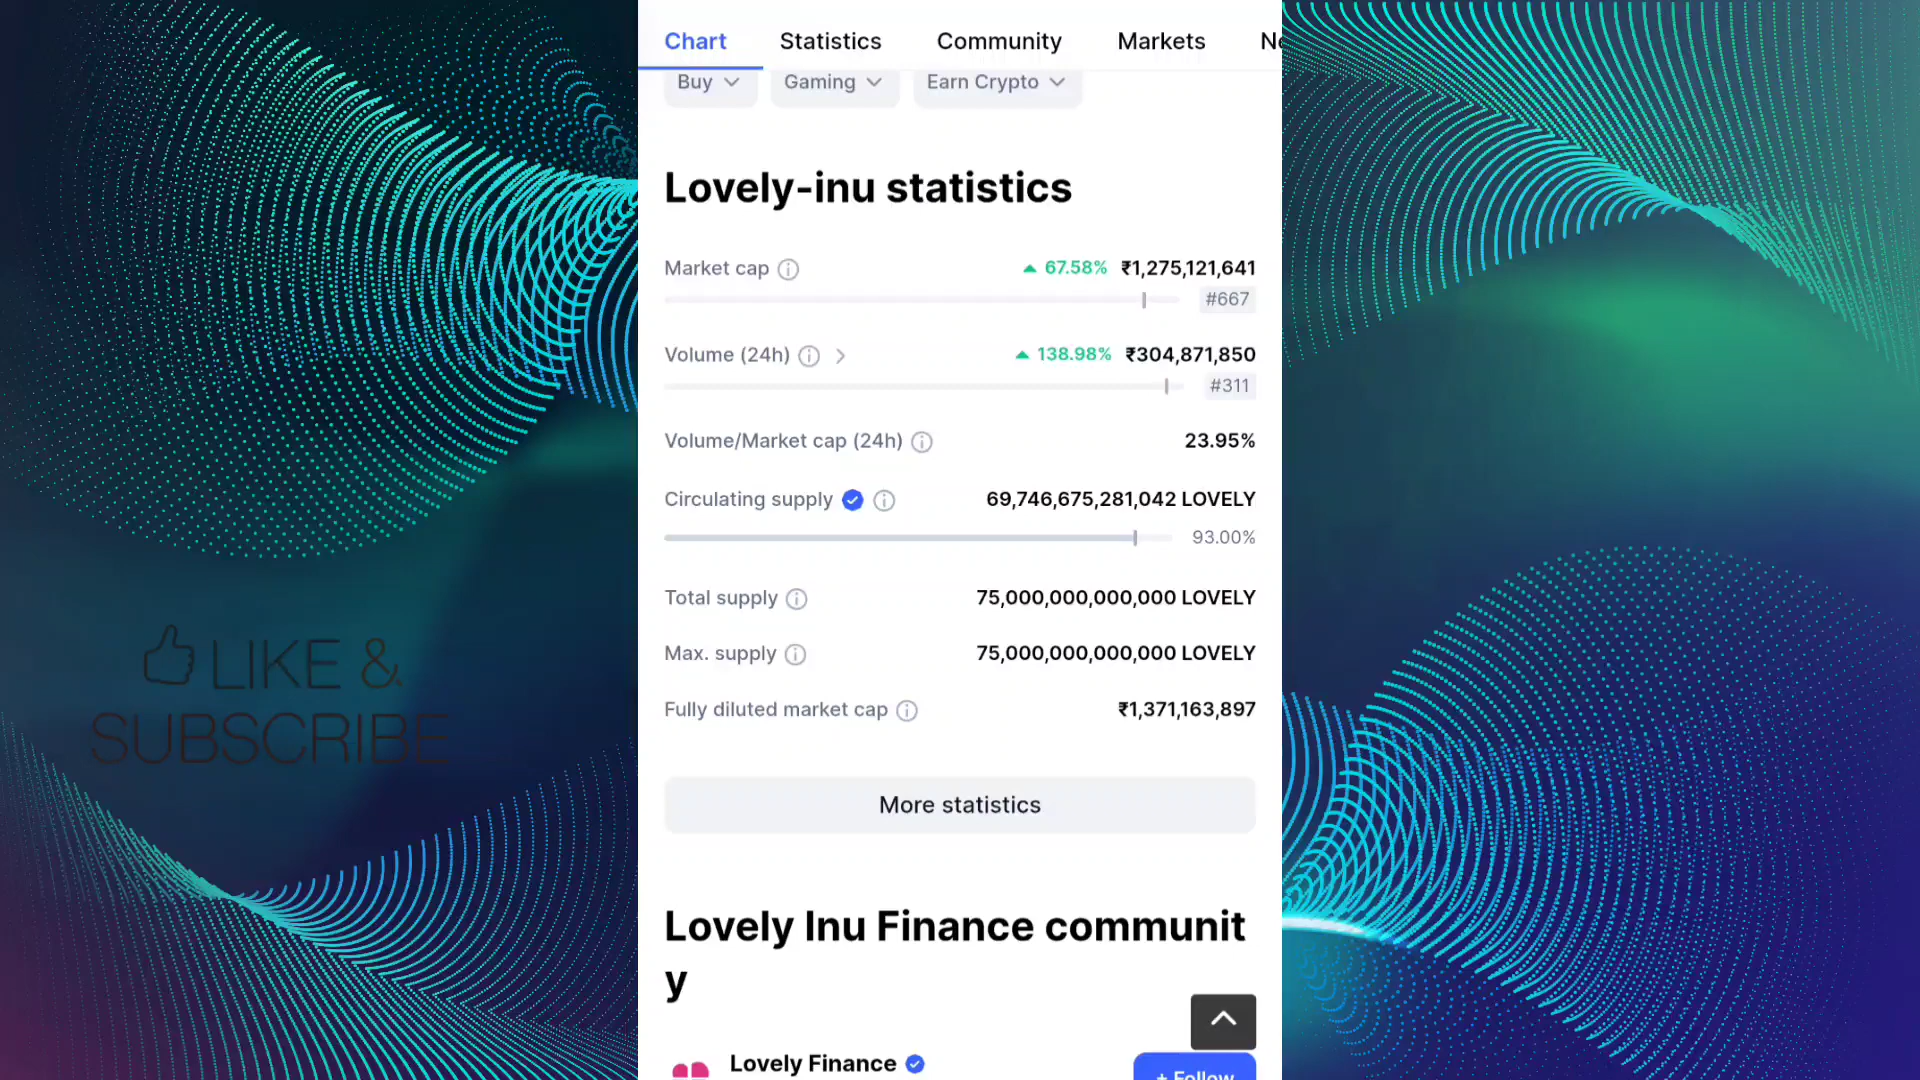 Chart Statistics Community Markets
Buy Gaming Earn Crypto
Lovely-inu statistics
Market cap 67.58% ₹1,275,121,641
#667
Volume (24h) 138.98% ₹304,871,850
#311
Volume/Market cap (24h) 23.95%
Circulating supply 69,746,675,281,042 LOVELY
93.00%
Total supply 75,000,000,000,000 LOVELY
Max. supply 75,000,000,000,000 LOVELY
Fully diluted market cap ₹1,371,163,897
More statistics
Lovely Inu Finance communit
y
Lovely Finance
+ Follow
LIKE &
SUBSCRIBE